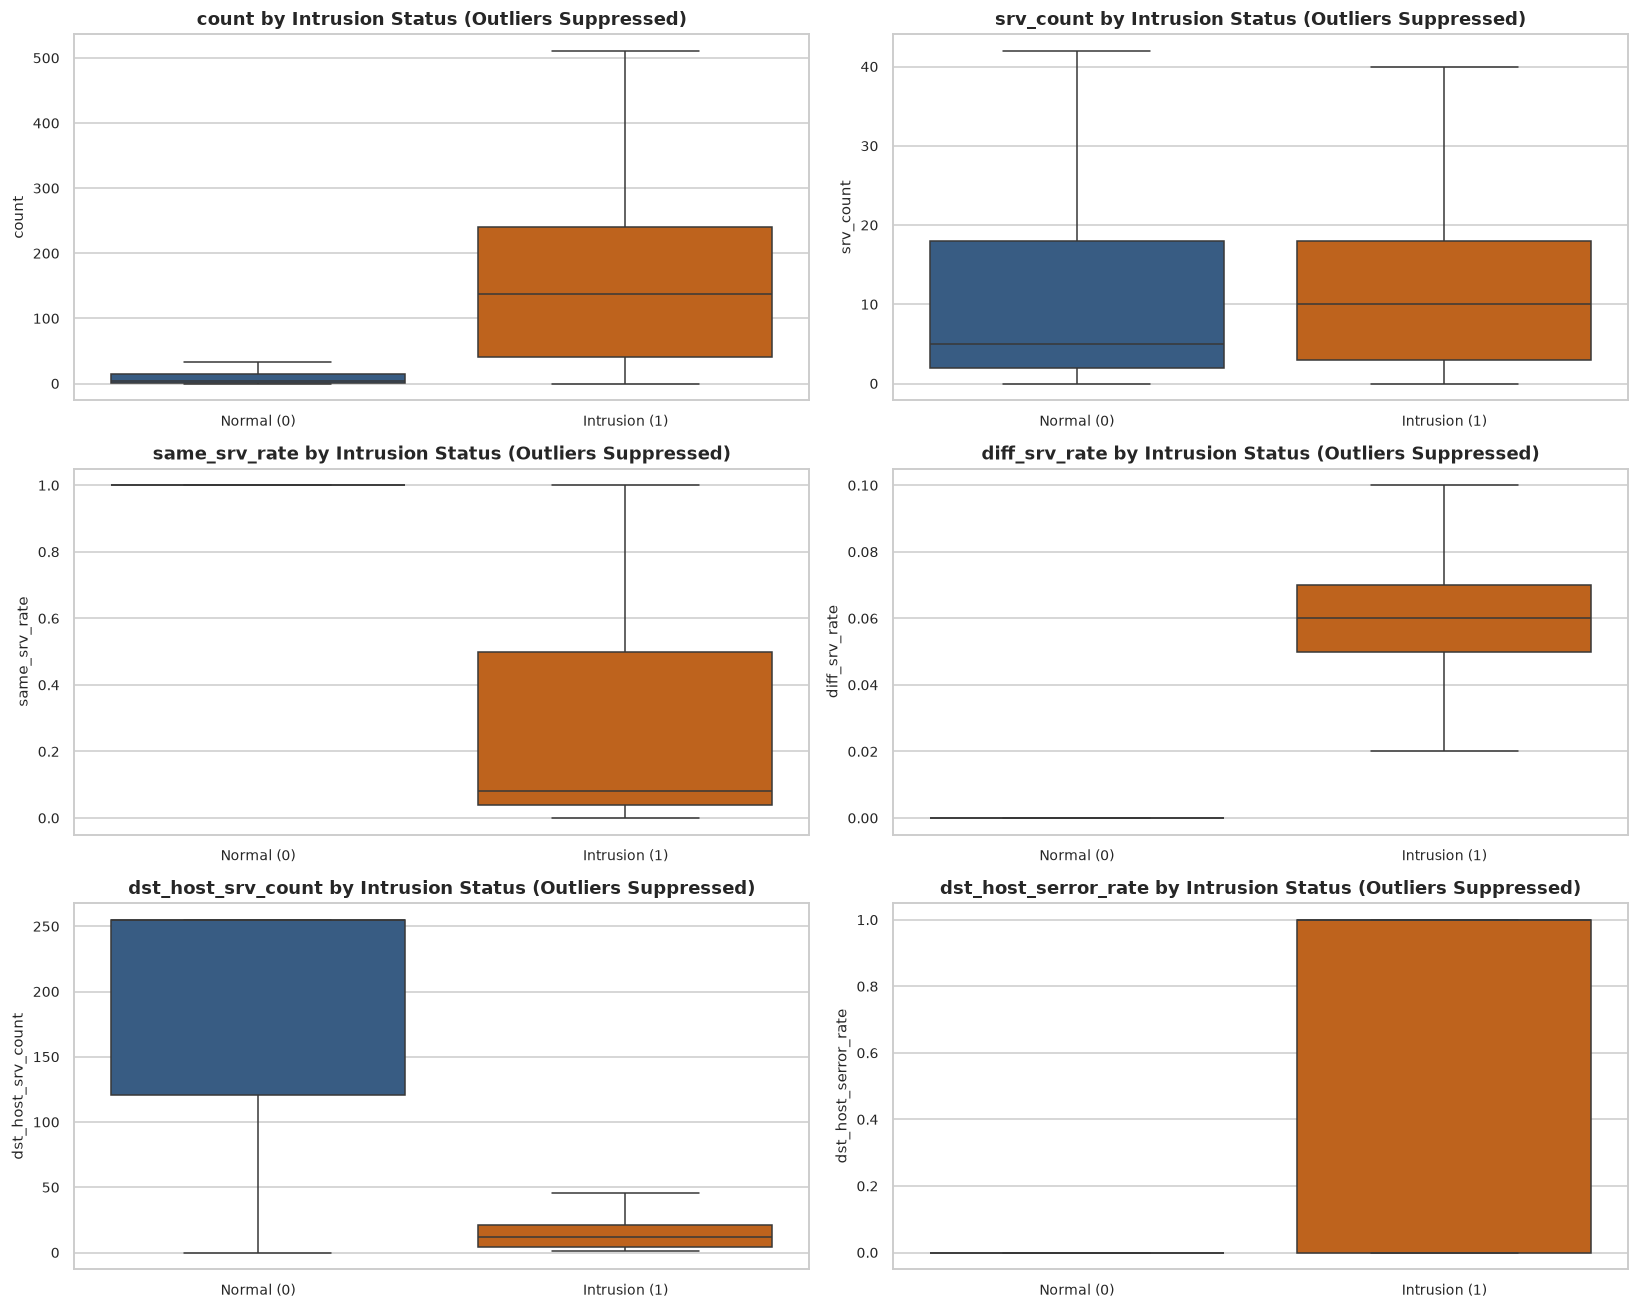 count by Intrusion Status (Outliers Suppressed)
500
400
300
200
100
0
count
Normal (0)
Intrusion (1)
srv_count by Intrusion Status (Outliers Suppressed)
40
30
20
10
0
srv_count
Normal (0)
Intrusion (1)
same_srv_rate by Intrusion Status (Outliers Suppressed)
1.0
0.8
0.6
0.4
0.2
0.0
same_srv_rate
Normal (0)
Intrusion (1)
diff_srv_rate by Intrusion Status (Outliers Suppressed)
0.10
0.08
0.06
0.04
0.02
0.00
diff_srv_rate
Normal (0)
Intrusion (1)
dst_host_srv_count by Intrusion Status (Outliers Suppressed)
250
200
150
100
50
0
dst_host_srv_count
Normal (0)
Intrusion (1)
dst_host_serror_rate by Intrusion Status (Outliers Suppressed)
1.0
0.8
0.6
0.4
0.2
0.0
dst_host_serror_rate
Normal (0)
Intrusion (1)